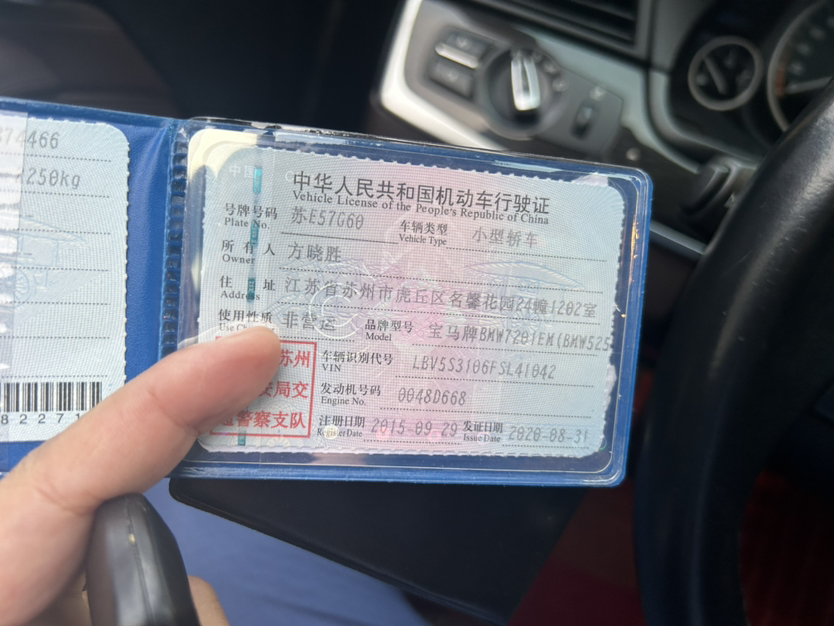 74466
1250kg
82271
中华人民共和国机动车行驶证
Vehicle License of the People's Republic of China
号牌号码 苏E57G60 车辆类型 小型轿车
Plate No. Vehicle Type
所有人 方晓胜
Owner
住址 江苏省苏州市虎丘区名馨花园24幢1202室
Address
使用性质 非营运 品牌型号 宝马牌BMW7201EM(BMW525
Model
苏州 车辆识别代号 LBV5S3106FSL41042
VIN
安局交 发动机号码 0048D668
Engine No.
通警察支队 注册日期 2015-09-29 发证日期 2020-08-31
Register Date Issue Date